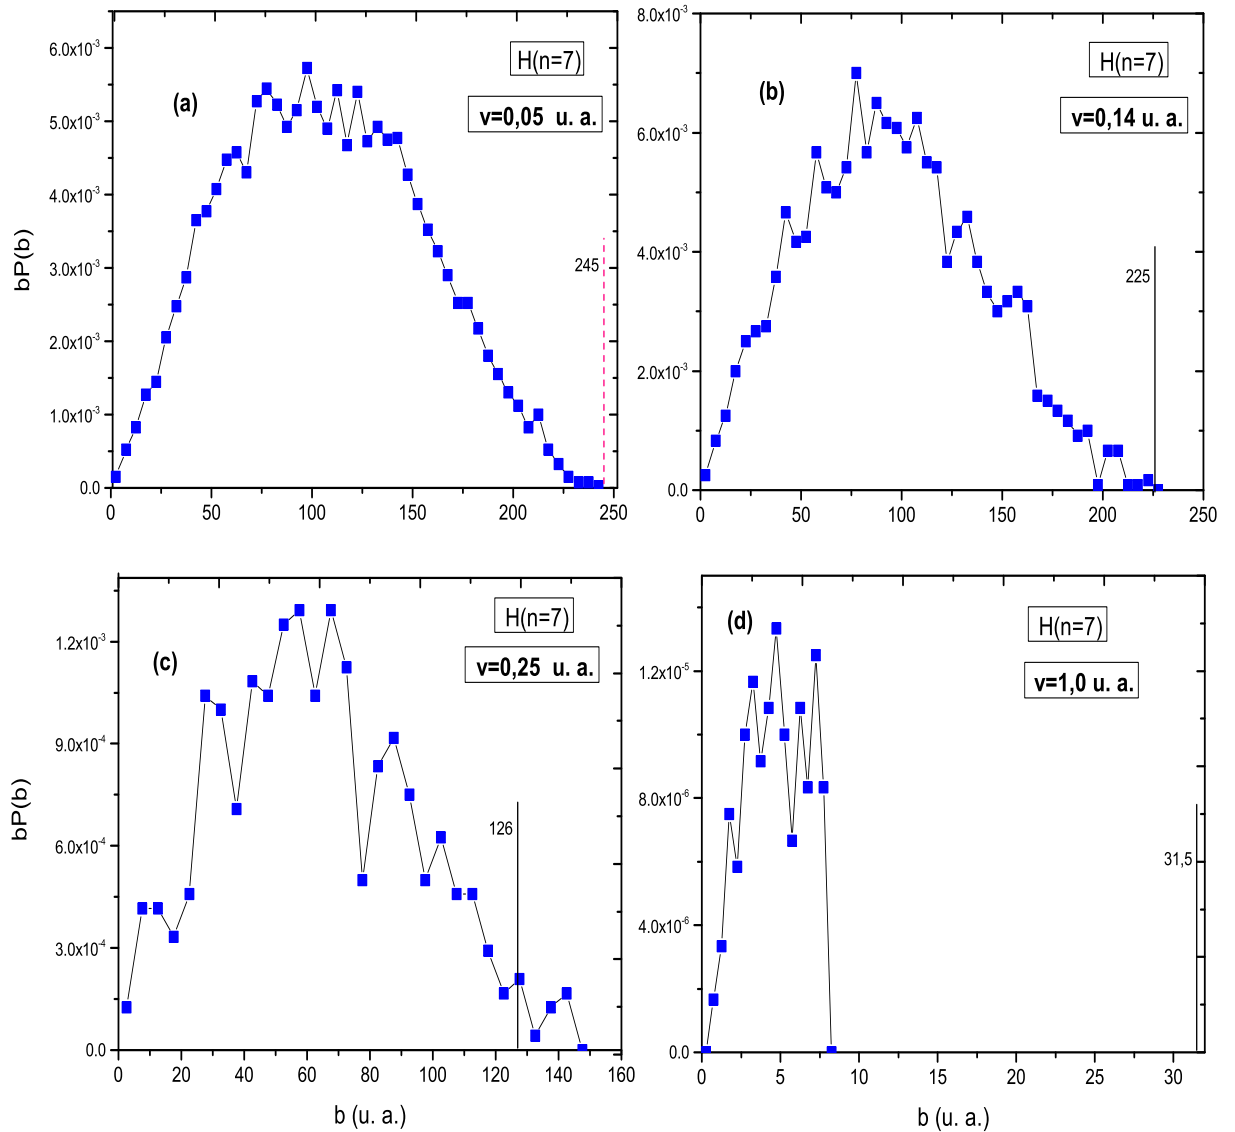 6.0x10⁻³
5.0x10⁻³
4.0x10⁻³
3.0x10⁻³
2.0x10⁻³
1.0x10⁻³
0.0
bP(b)
(a)
H(n=7)
v=0,05 u. a.
245
0 50 100 150 200 250
8.0x10⁻³
6.0x10⁻³
4.0x10⁻³
2.0x10⁻³
0.0
(b)
H(n=7)
v=0,14 u. a.
225
0 50 100 150 200 250
1.2x10⁻³
9.0x10⁻⁴
6.0x10⁻⁴
3.0x10⁻⁴
0.0
bP(b)
(c)
H(n=7)
v=0,25 u. a.
126
0 20 40 60 80 100 120 140 160
b (u. a.)
1.2x10⁻⁵
8.0x10⁻⁶
4.0x10⁻⁶
0.0
(d)
H(n=7)
v=1,0 u. a.
31,5
0 5 10 15 20 25 30
b (u. a.)